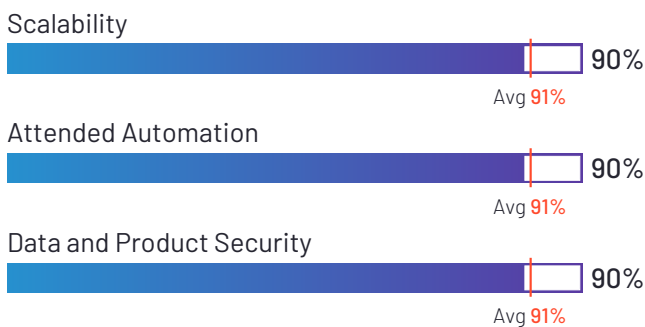 Scalability
90%
Avg 91%
Attended Automation
90%
Avg 91%
Data and Product Security
90%
Avg 91%